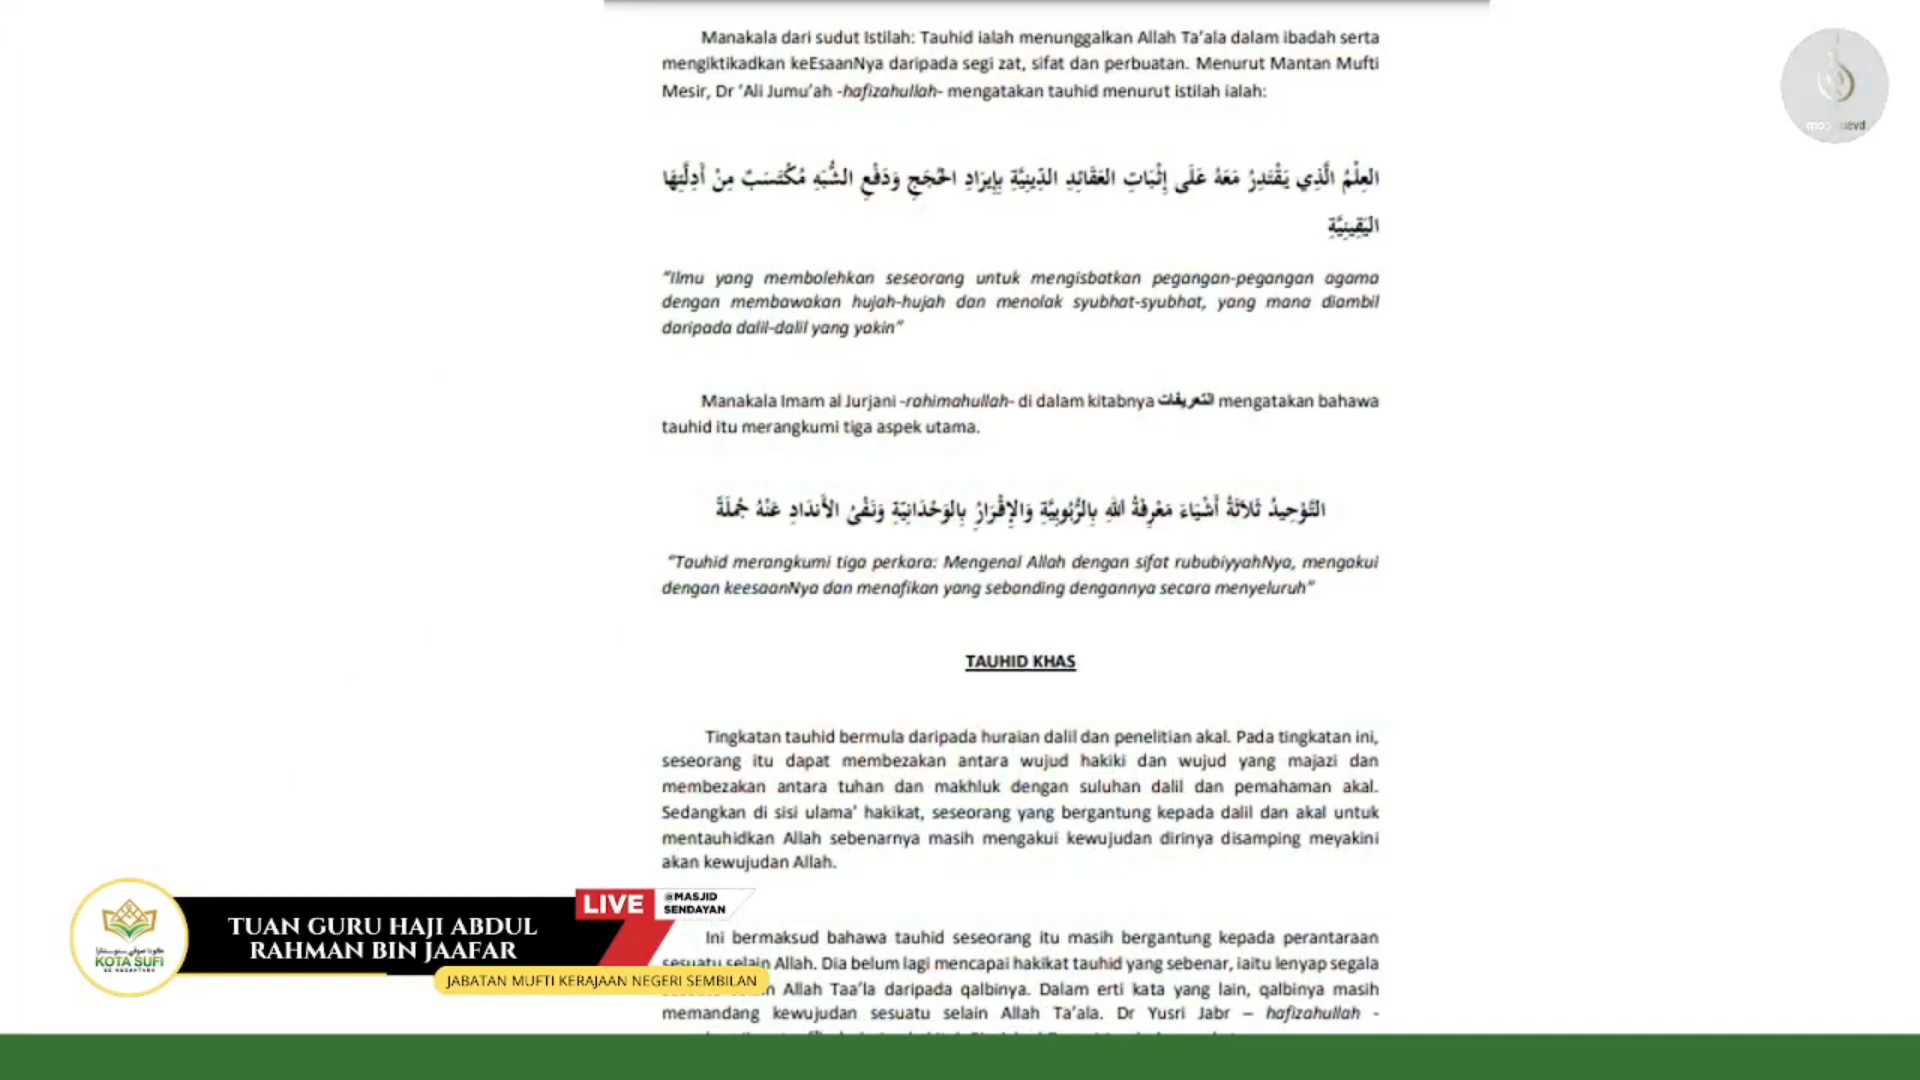 Manakala dari sudut Istilah: Tauhid ialah menunggalkan Allah Ta’ala dalam ibadah serta
mengiktikadkan keEsaanNya daripada segi zat, sifat dan perbuatan. Menurut Mantan Mufti
Mesir, Dr ‘Ali Jumu’ah -hafizahullah- mengatakan tauhid menurut istilah ialah:
العِلْمُ الَّذِي يَقْتَدِرُ مَعَهُ عَلَى إِثْبَاتِ العَقَائِدِ الدِّينِيَّةِ بِإِيرَادِ الحُجَجِ وَدَفْعِ الشُّبَهِ مُكْتَسَبٌ مِنْ أَدِلَّتِهَا
اليَقِينِيَّةِ
“Ilmu yang membolehkan seseorang untuk mengisbatkan pegangan-pegangan agama
dengan membawakan hujah-hujah dan menolak syubhat-syubhat, yang mana diambil
daripada dalil-dalil yang yakin”
Manakala Imam al Jurjani -rahimahullah- di dalam kitabnya التعريفات mengatakan bahawa
tauhid itu merangkumi tiga aspek utama.
التَّوْحِيدُ ثَلَاثَةُ أَشْيَاءَ مَعْرِفَةُ اللهِ بِالرُّبُوبِيَّةِ وَالإِقْرَارُ بِالوَحْدَانِيَّةِ وَنَفْيُ الأَندَادِ عَنْهُ جُملَةً
“Tauhid merangkumi tiga perkara: Mengenal Allah dengan sifat rububiyyahNya, mengakui
dengan keesaanNya dan menafikan yang sebanding dengannya secara menyeluruh”
TAUHID KHAS
Tingkatan tauhid bermula daripada huraian dalil dan penelitian akal. Pada tingkatan ini,
seseorang itu dapat membezakan antara wujud hakiki dan wujud yang majazi dan
membezakan antara tuhan dan makhluk dengan suluhan dalil dan pemahaman akal.
Sedangkan di sisi ulama’ hakikat, seseorang yang bergantung kepada dalil dan akal untuk
mentauhidkan Allah sebenarnya masih mengakui kewujudan dirinya disamping meyakini
akan kewujudan Allah.
Ini bermaksud bahawa tauhid seseorang itu masih bergantung kepada perantaraan
sesuatu selain Allah. Dia belum lagi mencapai hakikat tauhid yang sebenar, iaitu lenyap segala
Allah Taa’la daripada qalbinya. Dalam erti kata yang lain, qalbinya masih
memandang kewujudan sesuatu selain Allah Ta’ala. Dr Yusri Jabr – hafizahullah -
TUAN GURU HAJI ABDUL
RAHMAN BIN JAAFAR
LIVE
@MASJID
SENDAYAN
JABATAN MUFTI KERAJAAN NEGERI SEMBILAN
KOTA SUFI